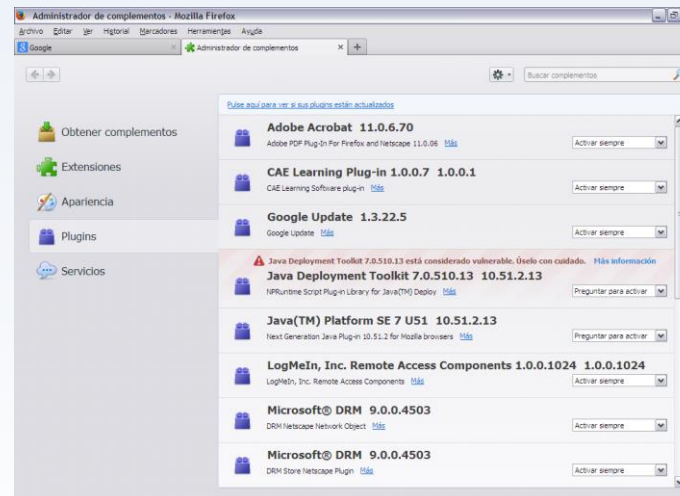 Administrador de complementos - Mozilla Firefox
Archivo Editar Ver Historial Marcadores Herramientas Ayuda
Google
Administrador de complementos
Buscar complementos
Pulse aquí para ver si sus plugins están actualizados
Obtener complementos
Extensiones
Apariencia
Plugins
Servicios
Adobe Acrobat 11.0.6.70
Adobe PDF Plug-In For Firefox and Netscape 11.0.06 Más
Activar siempre
CAE Learning Plug-in 1.0.0.7 1.0.0.1
CAE Learning Software plug-in Más
Activar siempre
Google Update 1.3.22.5
Google Update Más
Activar siempre
Java Deployment Toolkit 7.0.510.13 está considerado vulnerable. Úselo con cuidado. Más información
Java Deployment Toolkit 7.0.510.13 10.51.2.13
NPRuntime Script Plug-in Library for Java(TM) Deploy Más
Preguntar para activar
Java(TM) Platform SE 7 U51 10.51.2.13
Next Generation Java Plug-in 10.51.2 for Mozilla browsers Más
Preguntar para activar
LogMeIn, Inc. Remote Access Components 1.0.0.1024 1.0.0.1024
LogMeIn, Inc. Remote Access Components Más
Activar siempre
Microsoft® DRM 9.0.0.4503
DRM Netscape Network Object Más
Activar siempre
Microsoft® DRM 9.0.0.4503
DRM Store Netscape Plugin Más
Activar siempre